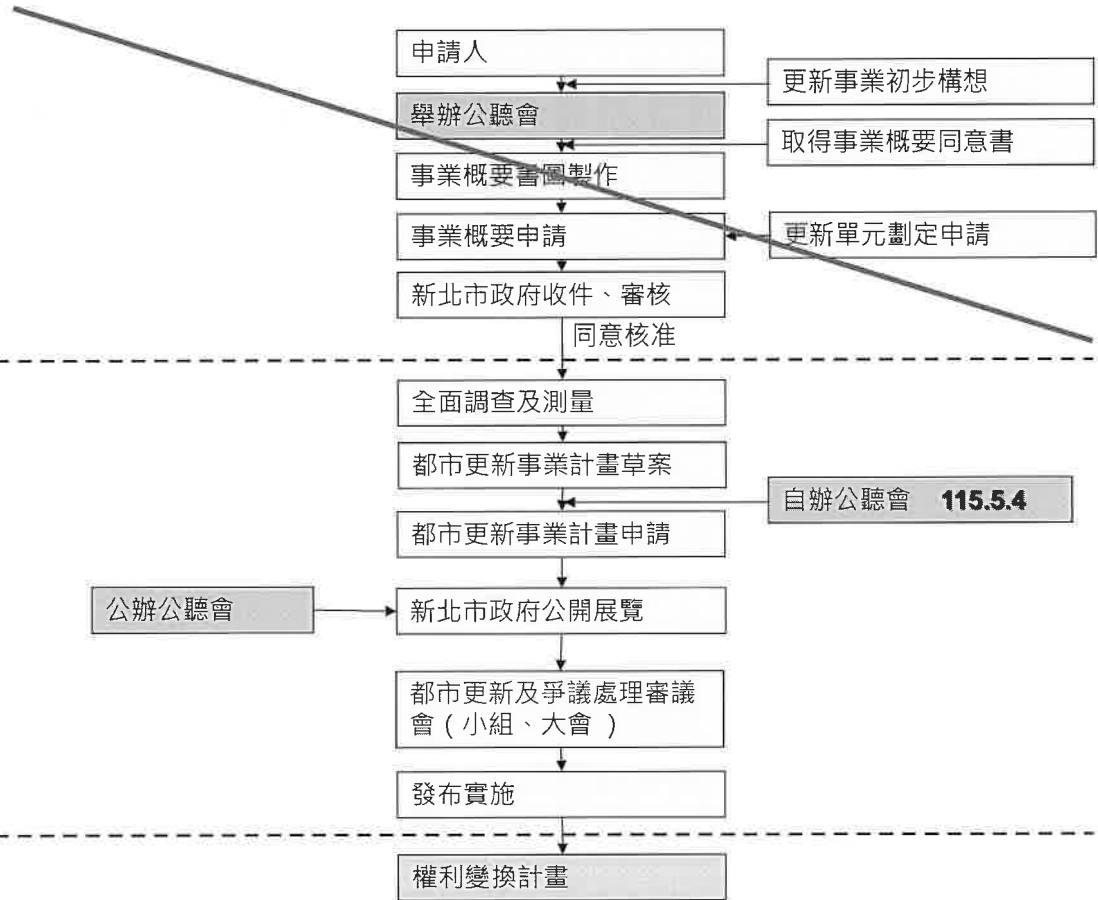 申請人
更新事業初步構想
舉辦公聽會
取得事業概要同意書
事業概要書圖製作
事業概要申請
更新單元劃定申請
新北市政府收件、審核
同意核准
全面調查及測量
都市更新事業計畫草案
自辦公聽會 115.5.4
都市更新事業計畫申請
公辦公聽會
新北市政府公開展覽
都市更新及爭議處理審議
會（小組、大會 ）
發布實施
權利變換計畫